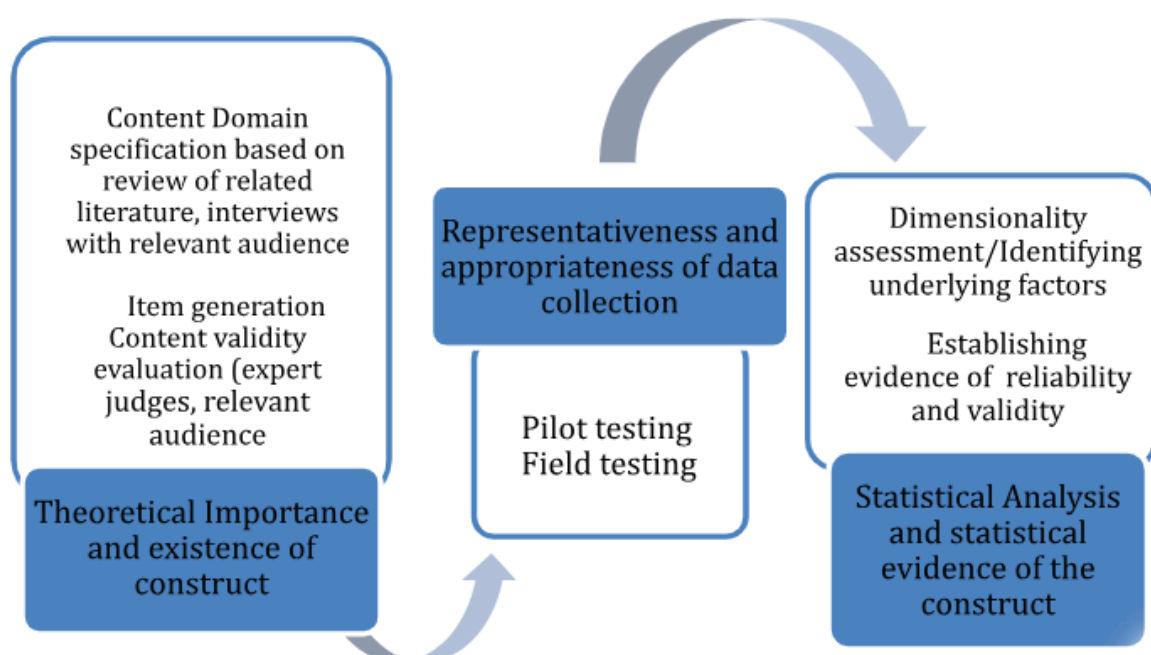 Content Domain
specification based on
review of related
literature, interviews
with relevant audience
Item generation
Content validity
evaluation (expert
judges, relevant
audience
Theoretical Importance
and existence of
construct
Representativeness and
appropriateness of data
collection
Pilot testing
Field testing
Dimensionality
assessment/Identifying
underlying factors
Establishing
evidence of reliability
and validity
Statistical Analysis
and statistical
evidence of the
construct